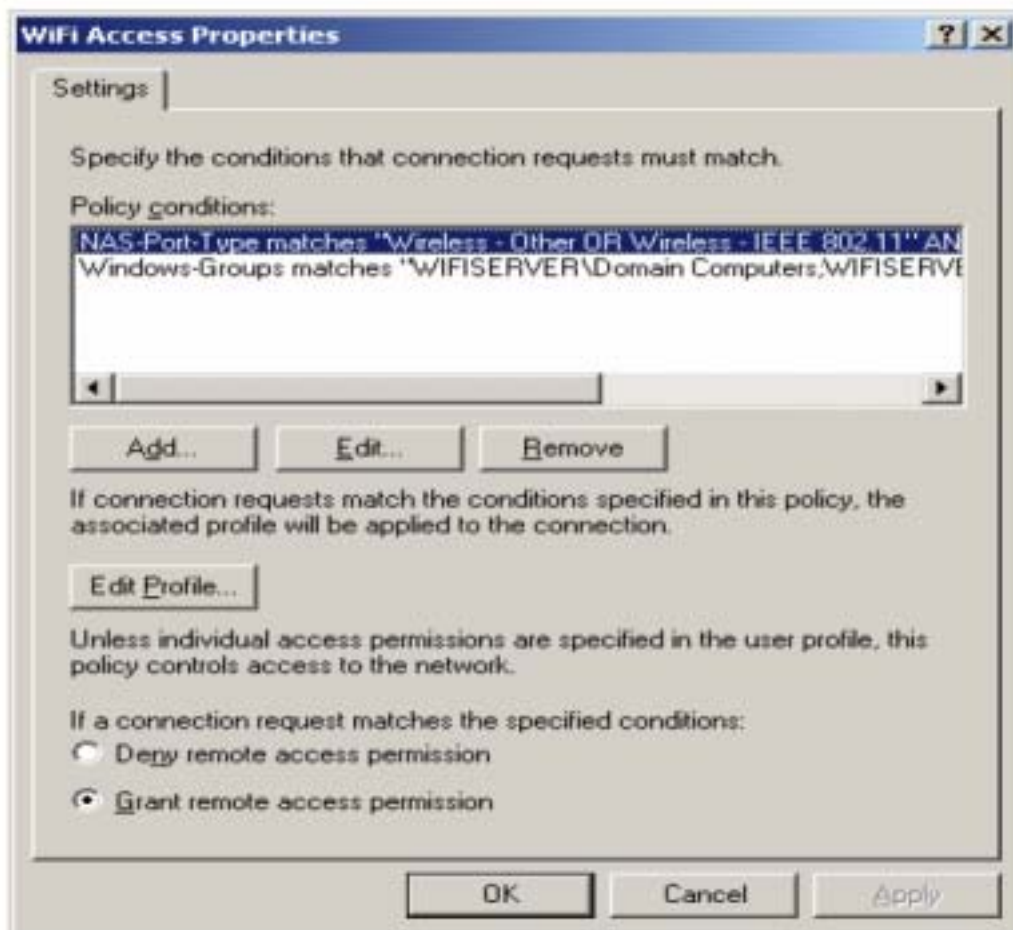 WiFi Access Properties
Settings
Specify the conditions that connection requests must match.
Policy conditions:
NAS-Port-Type matches "Wireless - Other OR Wireless - IEEE 802.11" AN
Windows-Groups matches "WIFISERVER\Domain Computers;WIFISERVE
Add... Edit... Remove
If connection requests match the conditions specified in this policy, the
associated profile will be applied to the connection.
Edit Profile...
Unless individual access permissions are specified in the user profile, this
policy controls access to the network.
If a connection request matches the specified conditions:
Deny remote access permission
Grant remote access permission
OK Cancel Apply